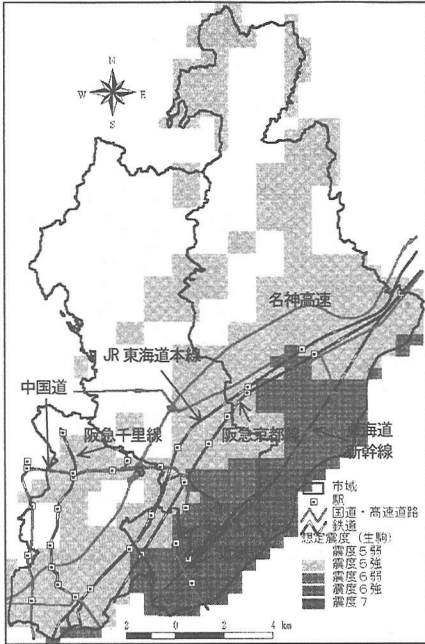 N
W E
S
名神高速
JR東海道本線
中国道
阪急千里線
阪急京都線
東海道
新幹線
市域
駅
国道・高速道路
鉄道
想定震度(生駒)
震度5弱
震度5強
震度6弱
震度6強
震度7
2 0 2 4 km